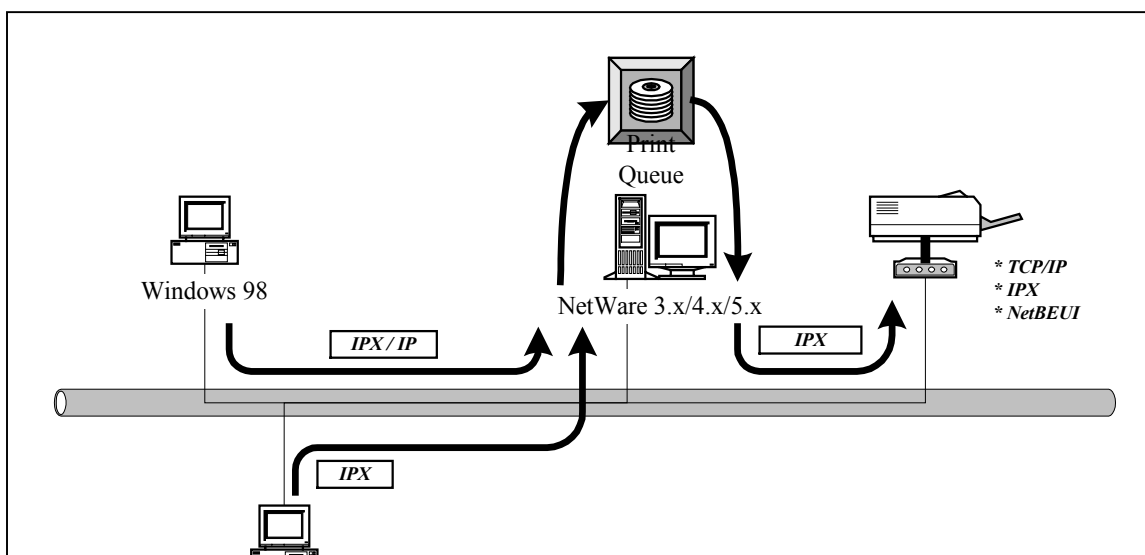 Print
Queue
Windows 98
NetWare 3.x/4.x/5.x
* TCP/IP
* IPX
* NetBEUI
IPX / IP
IPX
IPX